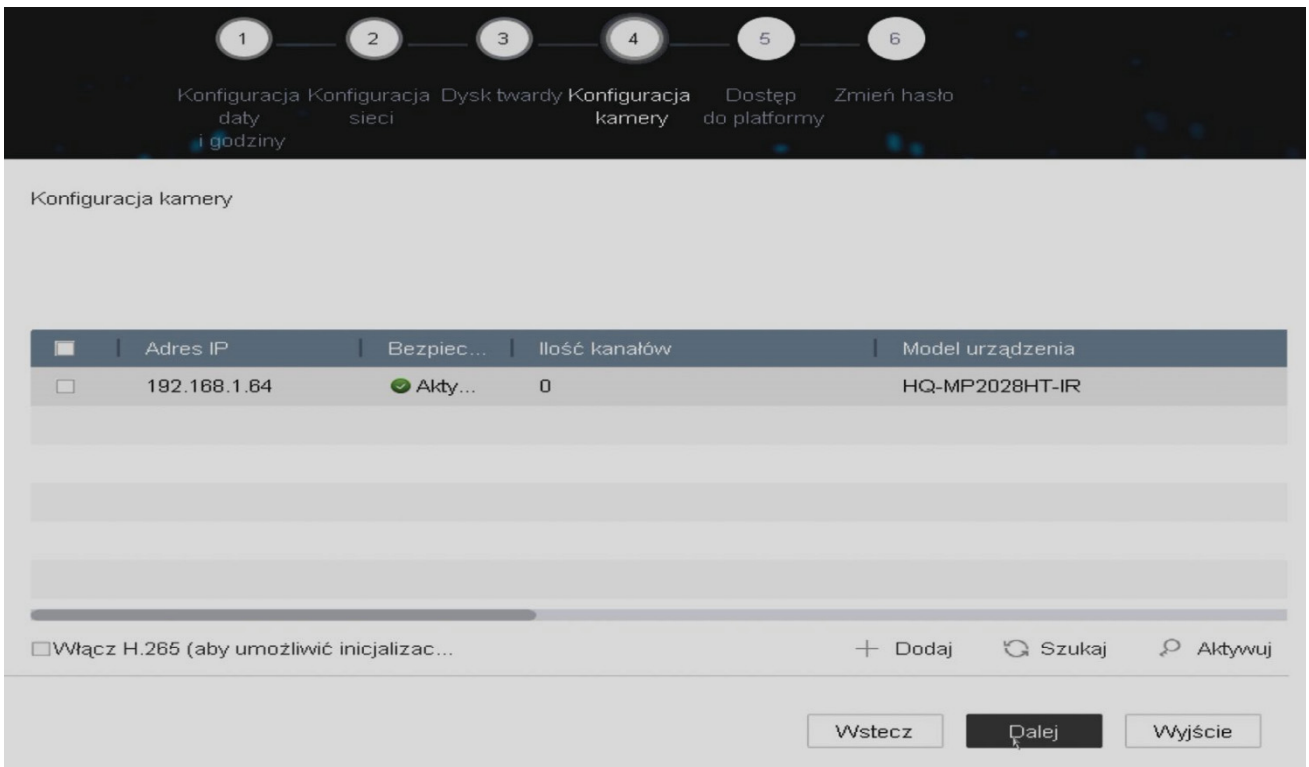 1 2 3 4 5 6
Konfiguracja daty i godziny
Konfiguracja sieci
Dysk twardy
Konfiguracja kamery
Dostęp do platformy
Zmień hasło
Konfiguracja kamery
Adres IP Bezpiec... Ilość kanałów Model urządzenia
192.168.1.64 Akty... 0 HQ-MP2028HT-IR
Włącz H.265 (aby umożliwić inicjalizac...
Dodaj Szukaj Aktywuj
Wstecz Dalej Wyjście